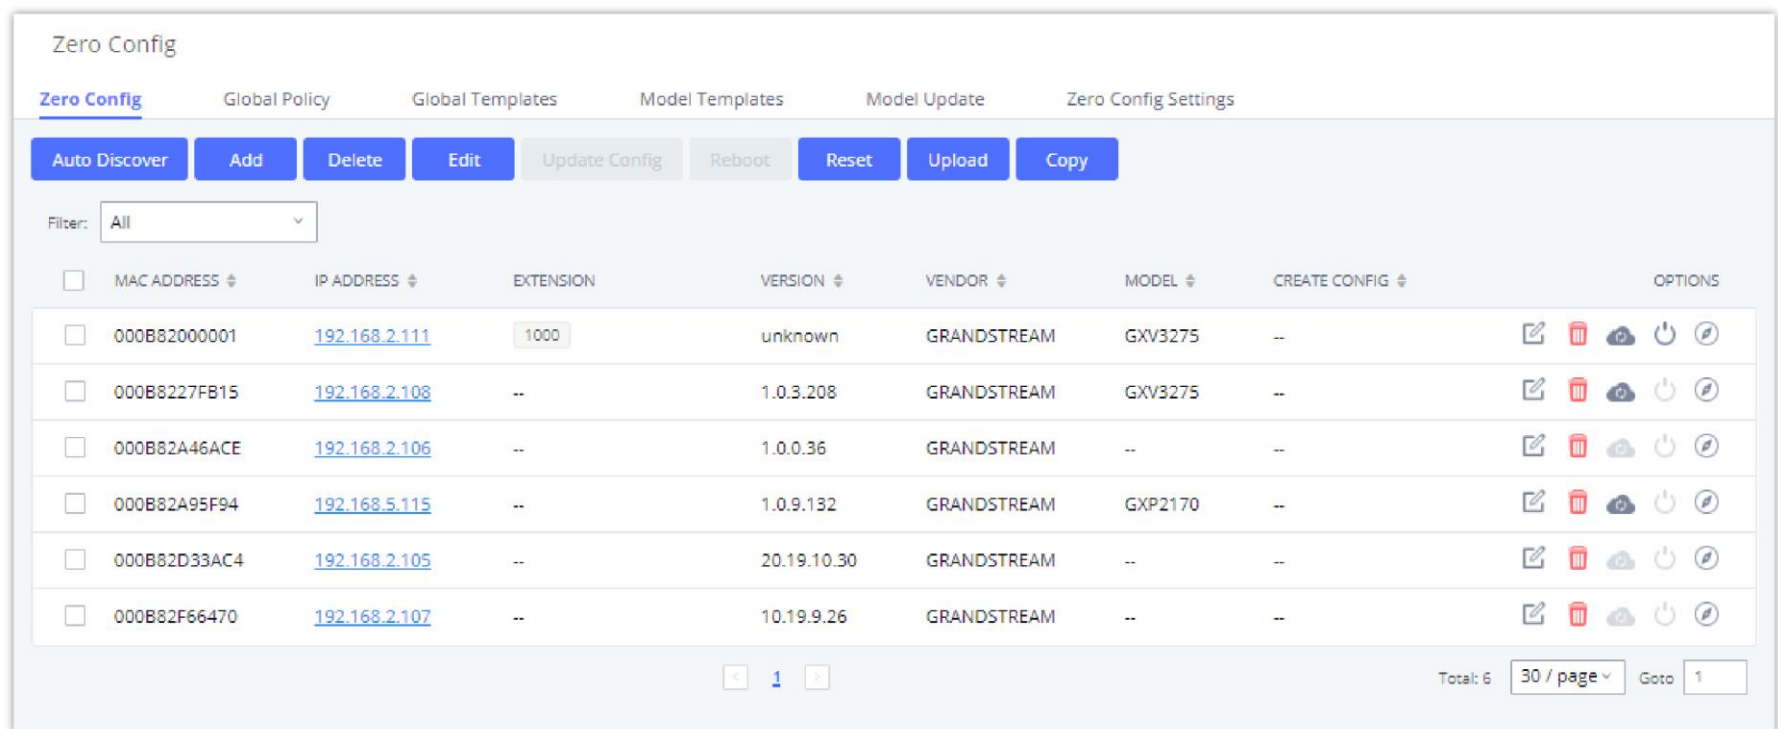 Zero Config
Zero Config Global Policy Global Templates Model Templates Model Update Zero Config Settings
Auto Discover Add Delete Edit Update Config Reboot Reset Upload Copy
Filter: All
MAC ADDRESS IP ADDRESS EXTENSION VERSION VENDOR MODEL CREATE CONFIG OPTIONS
000B82000001 192.168.2.111 1000 unknown GRANDSTREAM GXV3275 --
000B8227FB15 192.168.2.108 -- 1.0.3.208 GRANDSTREAM GXV3275 --
000B82A46ACE 192.168.2.106 -- 1.0.0.36 GRANDSTREAM -- --
000B82A95F94 192.168.5.115 -- 1.0.9.132 GRANDSTREAM GXP2170 --
000B82D33AC4 192.168.2.105 -- 20.19.10.30 GRANDSTREAM -- --
000B82F66470 192.168.2.107 -- 10.19.9.26 GRANDSTREAM -- --
< 1 > Total: 6 30 / page Goto 1